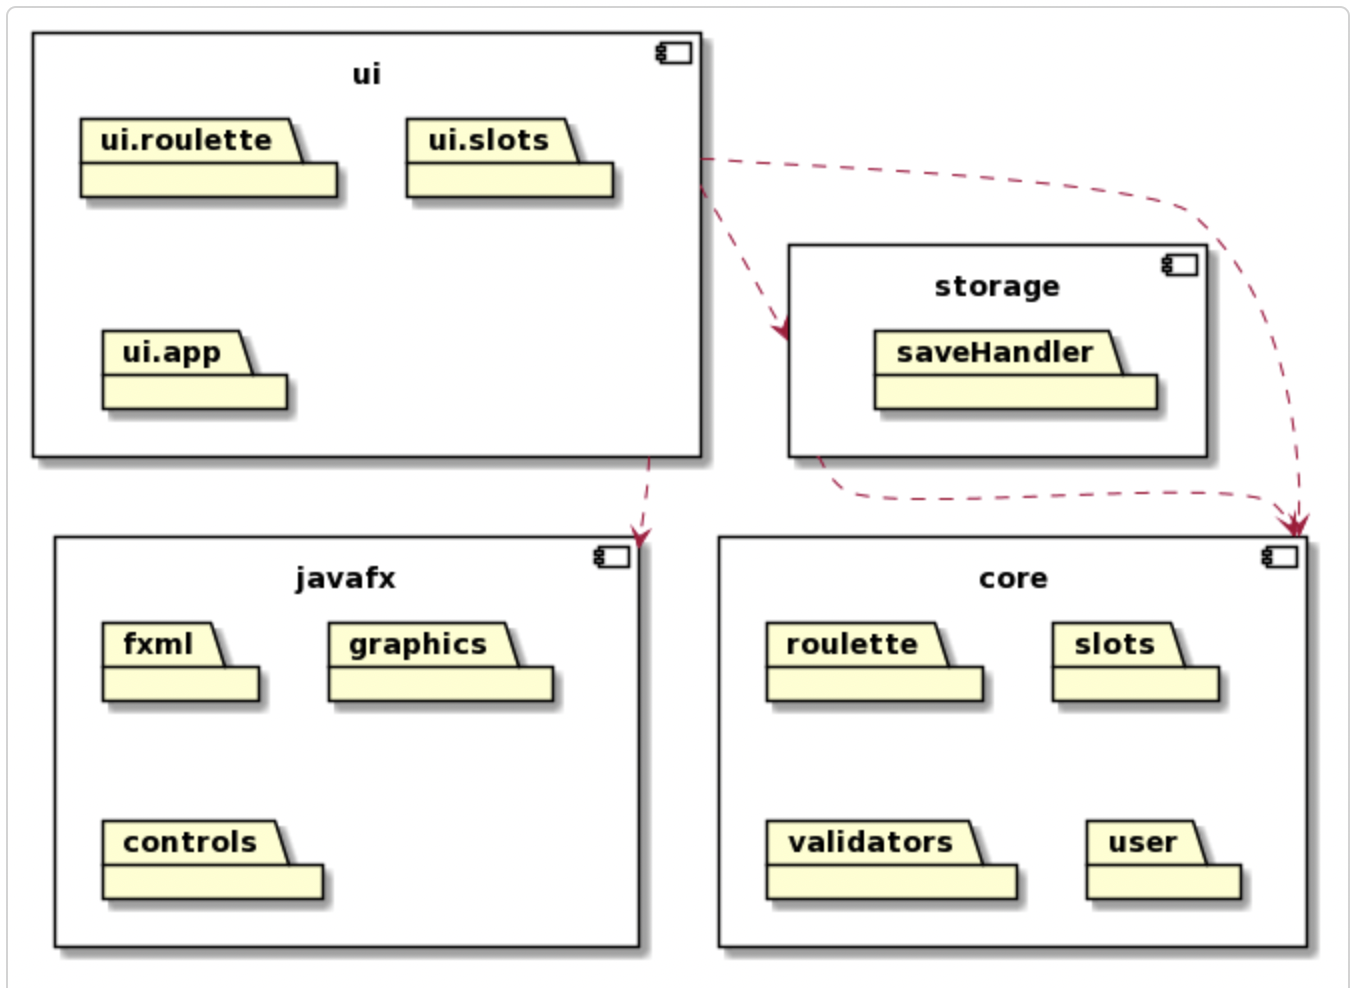 ui
ui.roulette
ui.slots
ui.app
storage
saveHandler
javafx
fxml
graphics
controls
core
roulette
slots
validators
user